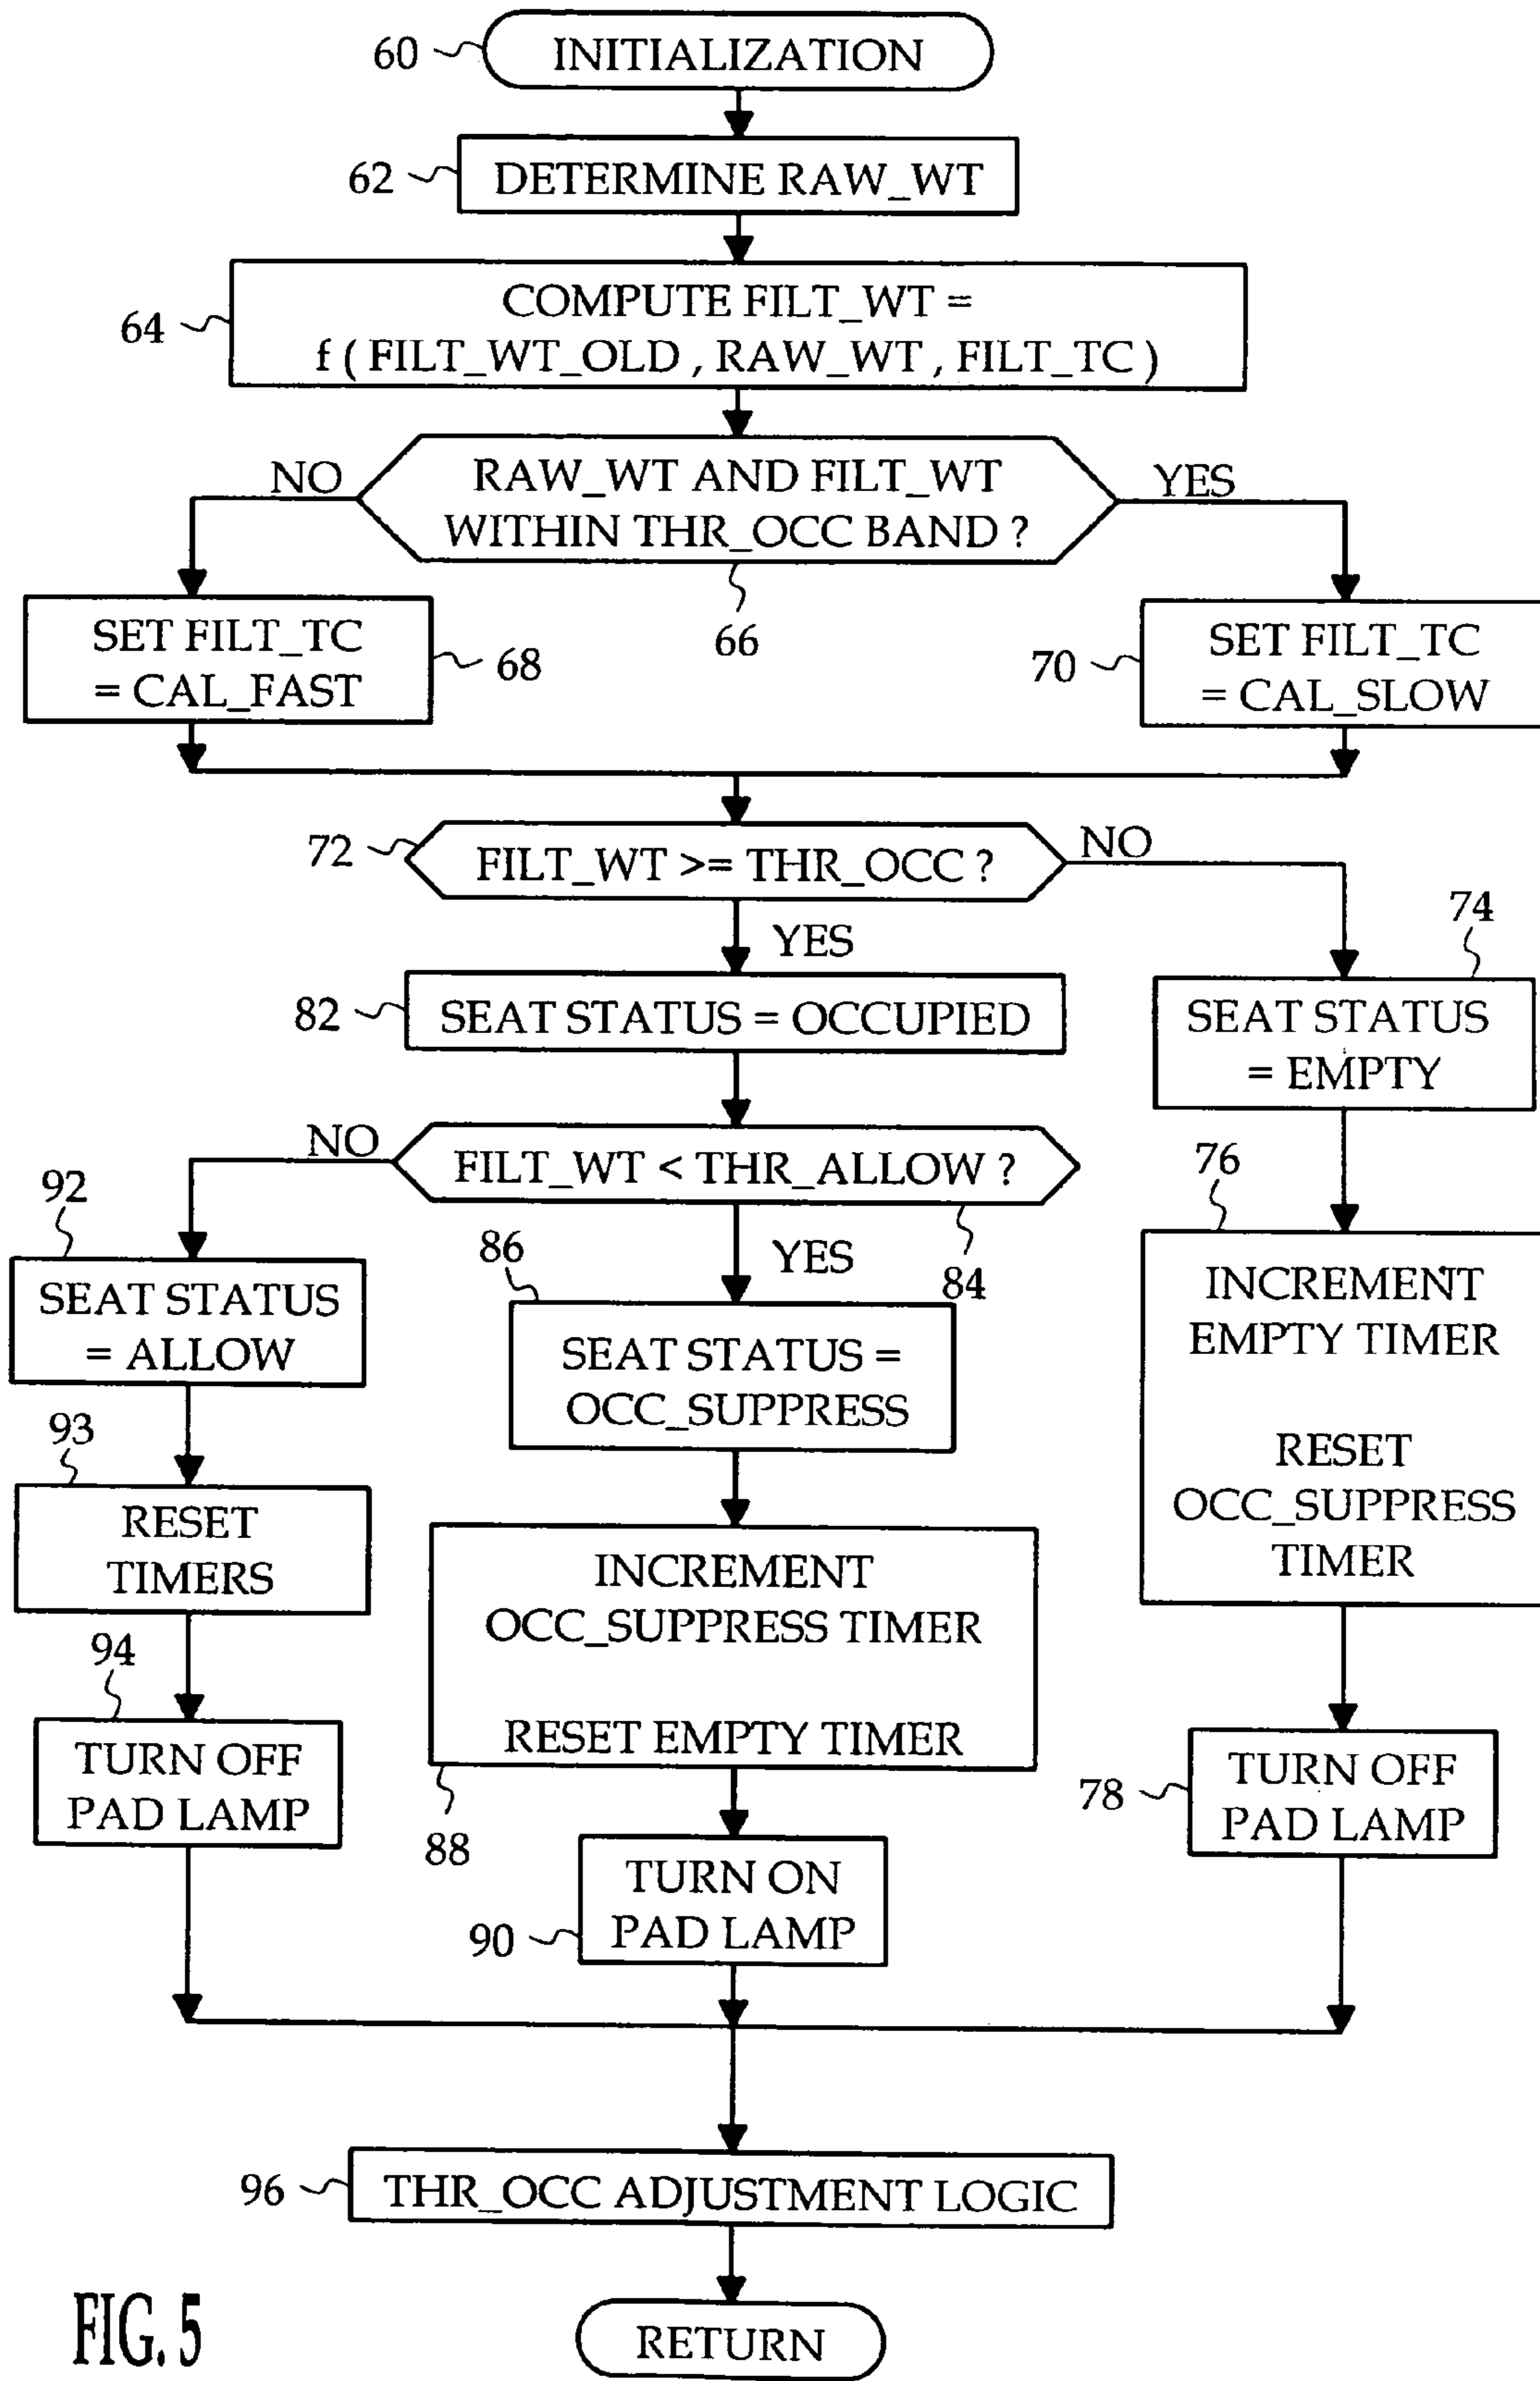 60
INITIALIZATION
62
DETERMINE RAW_WT
64
COMPUTE FILT_WT =
f ( FILT_WT_OLD , RAW_WT , FILT_TC )
NO
RAW_WT AND FILT_WT
WITHIN THR_OCC BAND ?
YES
66
SET FILT_TC
= CAL_FAST
68
70
SET FILT_TC
= CAL_SLOW
72
FILT_WT >= THR_OCC ?
NO
YES
74
82
SEAT STATUS = OCCUPIED
SEAT STATUS
= EMPTY
NO
FILT_WT < THR_ALLOW ?
84
YES
76
INCREMENT
EMPTY TIMER
RESET
OCC_SUPPRESS
TIMER
92
SEAT STATUS
= ALLOW
86
SEAT STATUS =
OCC_SUPPRESS
93
RESET
TIMERS
INCREMENT
OCC_SUPPRESS TIMER
RESET EMPTY TIMER
88
94
TURN OFF
PAD LAMP
78
TURN OFF
PAD LAMP
90
TURN ON
PAD LAMP
96
THR_OCC ADJUSTMENT LOGIC
RETURN
FIG. 5